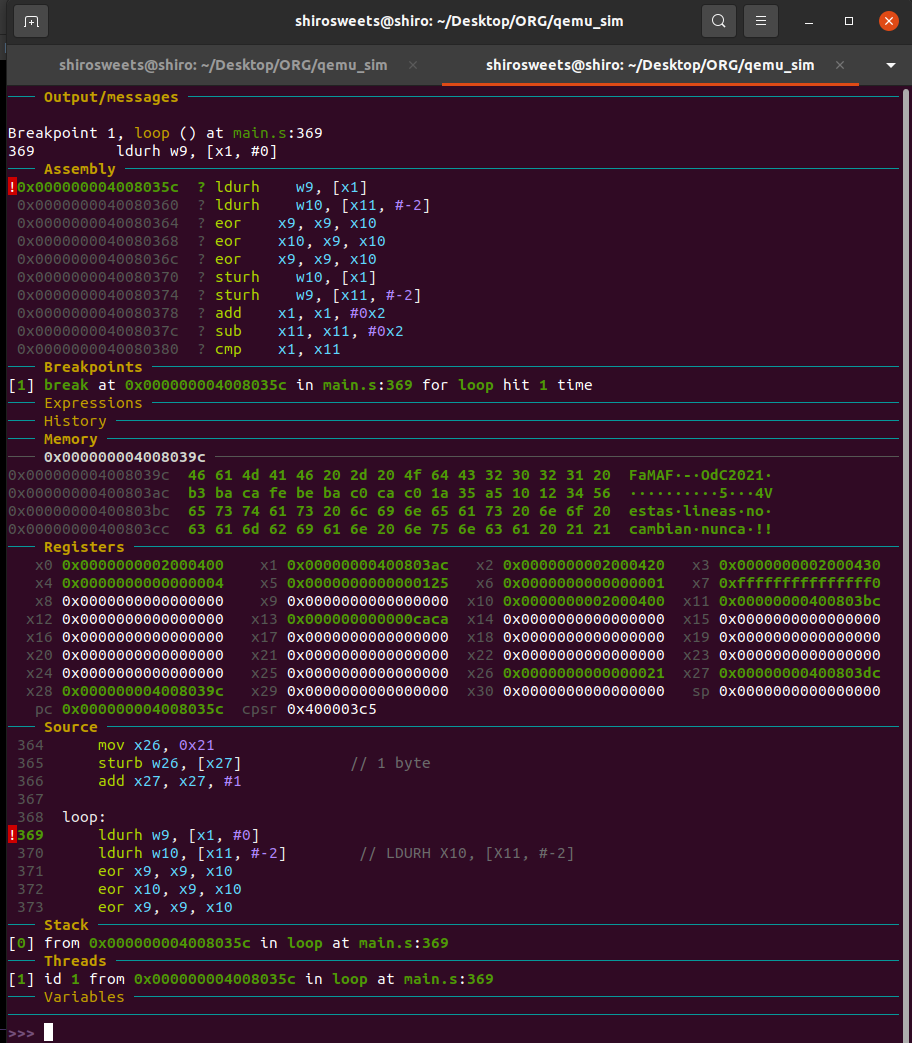 shirosweets@shiro: ~/Desktop/ORG/qemu_sim
shirosweets@shiro: ~/Desktop/ORG/qemu_sim × shirosweets@shiro: ~/Desktop/ORG/qemu_sim ×
Output/messages
Breakpoint 1, loop () at main.s:369
369 ldurh w9, [x1, #0]
Assembly
!0x000000004008035c ? ldurh w9, [x1]
0x0000000040080360 ? ldurh w10, [x11, #-2]
0x0000000040080364 ? eor x9, x9, x10
0x0000000040080368 ? eor x10, x9, x10
0x000000004008036c ? eor x9, x9, x10
0x0000000040080370 ? sturh w10, [x1]
0x0000000040080374 ? sturh w9, [x11, #-2]
0x0000000040080378 ? add x1, x1, #0x2
0x000000004008037c ? sub x11, x11, #0x2
0x0000000040080380 ? cmp x1, x11
Breakpoints
[1] break at 0x000000004008035c in main.s:369 for loop hit 1 time
Expressions
History
Memory
0x000000004008039c
0x000000004008039c 46 61 4d 41 46 20 2d 20 4f 64 43 32 30 32 31 20 FaMAF·-·OdC2021·
0x00000000400803ac b3 ba ca fe be ba c0 ca c0 1a 35 a5 10 12 34 56 ··········5···4V
0x00000000400803bc 65 73 74 61 73 20 6c 69 6e 65 61 73 20 6e 6f 20 estas·lineas·no·
0x00000000400803cc 63 61 6d 62 69 61 6e 20 6e 75 6e 63 61 20 21 21 cambian·nunca·!!
Registers
x0 0x0000000002000400 x1 0x00000000400803ac x2 0x0000000002000420 x3 0x0000000002000430
x4 0x0000000000000004 x5 0x0000000000000125 x6 0x0000000000000001 x7 0xfffffffffffffff0
x8 0x0000000000000000 x9 0x0000000000000000 x10 0x0000000002000400 x11 0x00000000400803bc
x12 0x0000000000000000 x13 0x000000000000caca x14 0x0000000000000000 x15 0x0000000000000000
x16 0x0000000000000000 x17 0x0000000000000000 x18 0x0000000000000000 x19 0x0000000000000000
x20 0x0000000000000000 x21 0x0000000000000000 x22 0x0000000000000000 x23 0x0000000000000000
x24 0x0000000000000000 x25 0x0000000000000000 x26 0x0000000000000021 x27 0x00000000400803dc
x28 0x000000004008039c x29 0x0000000000000000 x30 0x0000000000000000 sp 0x0000000000000000
pc 0x000000004008035c cpsr 0x400003c5
Source
364 mov x26, 0x21
365 sturb w26, [x27] // 1 byte
366 add x27, x27, #1
367
368 loop:
!369 ldurh w9, [x1, #0]
370 ldurh w10, [x11, #-2] // LDURH X10, [X11, #-2]
371 eor x9, x9, x10
372 eor x10, x9, x10
373 eor x9, x9, x10
Stack
[0] from 0x000000004008035c in loop at main.s:369
Threads
[1] id 1 from 0x000000004008035c in loop at main.s:369
Variables
>>>